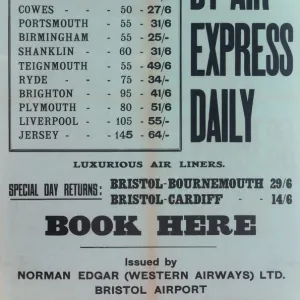 BY AIR
EXPRESS
DAILY
COWES - - 50 - 27/6
PORTSMOUTH 55 - 31/6
BIRMINGHAM 55 - 25/-
SHANKLIN - 60 - 31/6
TEIGNMOUTH 55 - 49/6
RYDE - - 55 - 34/-
BRIGHTON - 95 - 41/6
PLYMOUTH - 80 - 51/6
LIVERPOOL - 105 - 55/-
JERSEY - - 145 - 64/-
LUXURIOUS AIR LINERS.
SPECIAL DAY RETURNS: BRISTOL-BOURNEMOUTH 29/6
BRISTOL-CARDIFF - - 14/6
BOOK HERE
Issued by
NORMAN EDGAR (WESTERN AIRWAYS) LTD.
BRISTOL AIRPORT